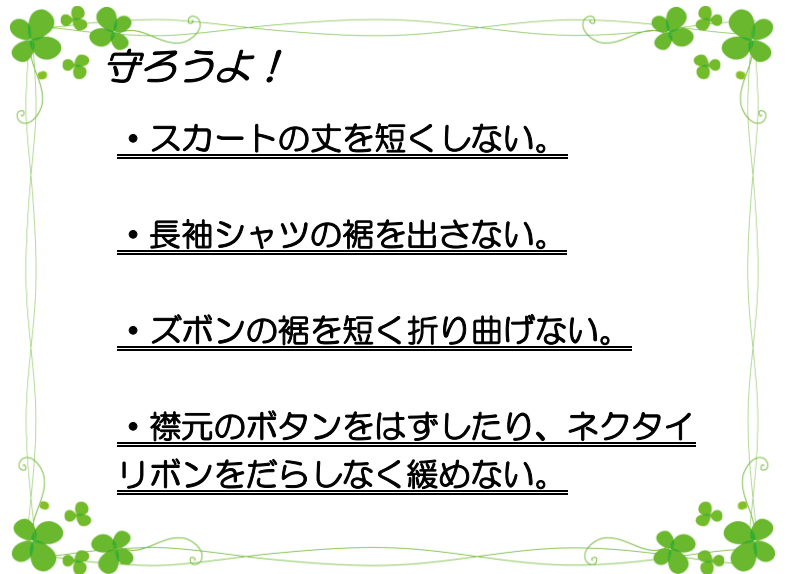 守ろうよ！
・スカートの丈を短くしない。
・長袖シャツの裾を出さない。
・ズボンの裾を短く折り曲げない。
・襟元のボタンをはずしたり、ネクタイ
リボンをだらしなく緩めない。